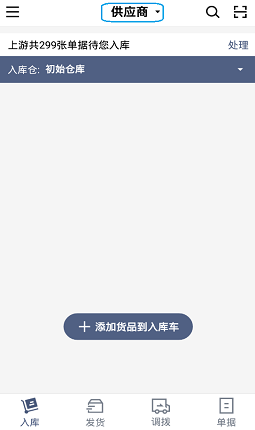 供应商
上游共299张单据待您入库 处理
入库仓: 初始仓库
添加货品到入库车
入库 发货 调拨 单据